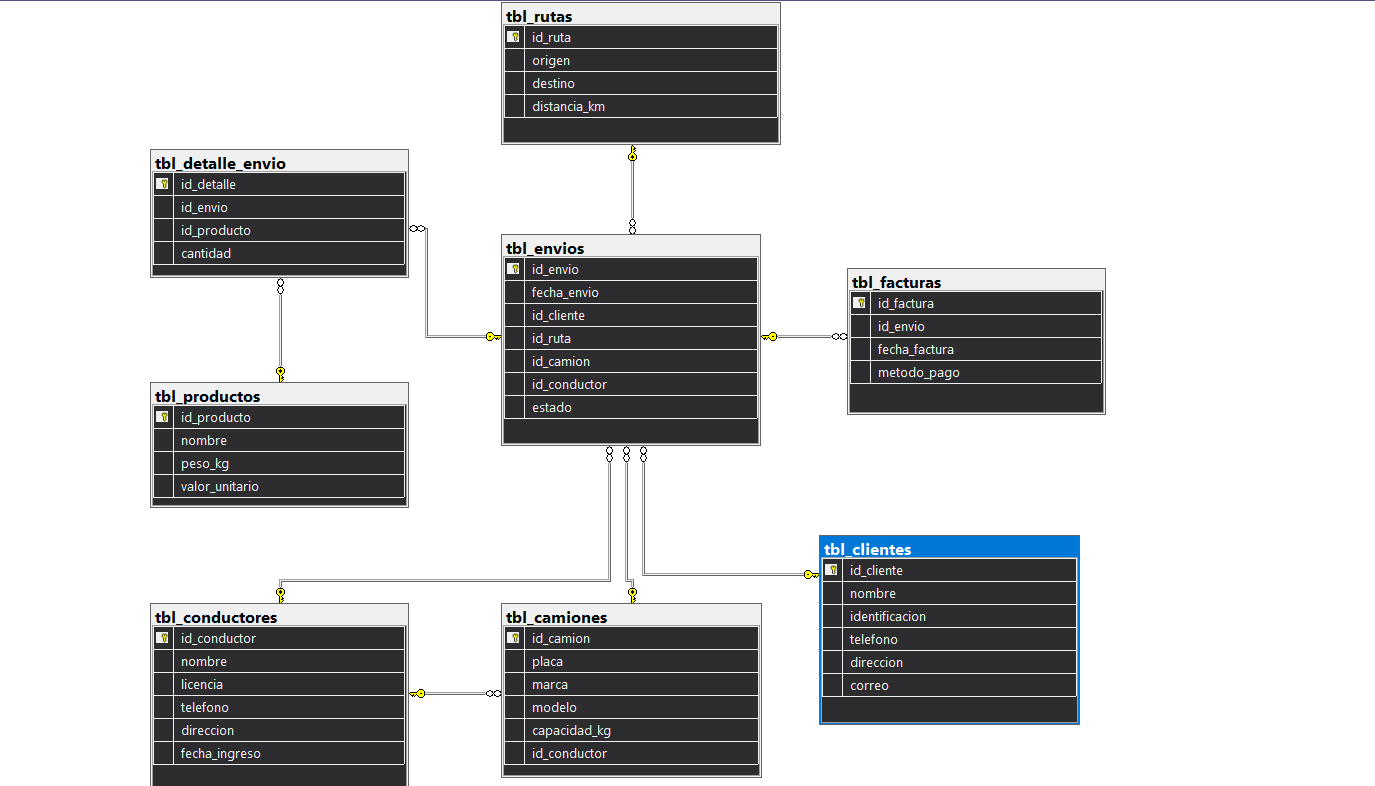 tbl_rutas
id_ruta
origen
destino
distancia_km
tbl_detalle_envio
id_detalle
id_envio
id_producto
cantidad
tbl_envios
id_envio
fecha_envio
id_cliente
id_ruta
id_camion
id_conductor
estado
tbl_facturas
id_factura
id_envio
fecha_factura
metodo_pago
tbl_productos
id_producto
nombre
peso_kg
valor_unitario
tbl_clientes
id_cliente
nombre
identificacion
telefono
direccion
correo
tbl_conductores
id_conductor
nombre
licencia
telefono
direccion
fecha_ingreso
tbl_camiones
id_camion
placa
marca
modelo
capacidad_kg
id_conductor